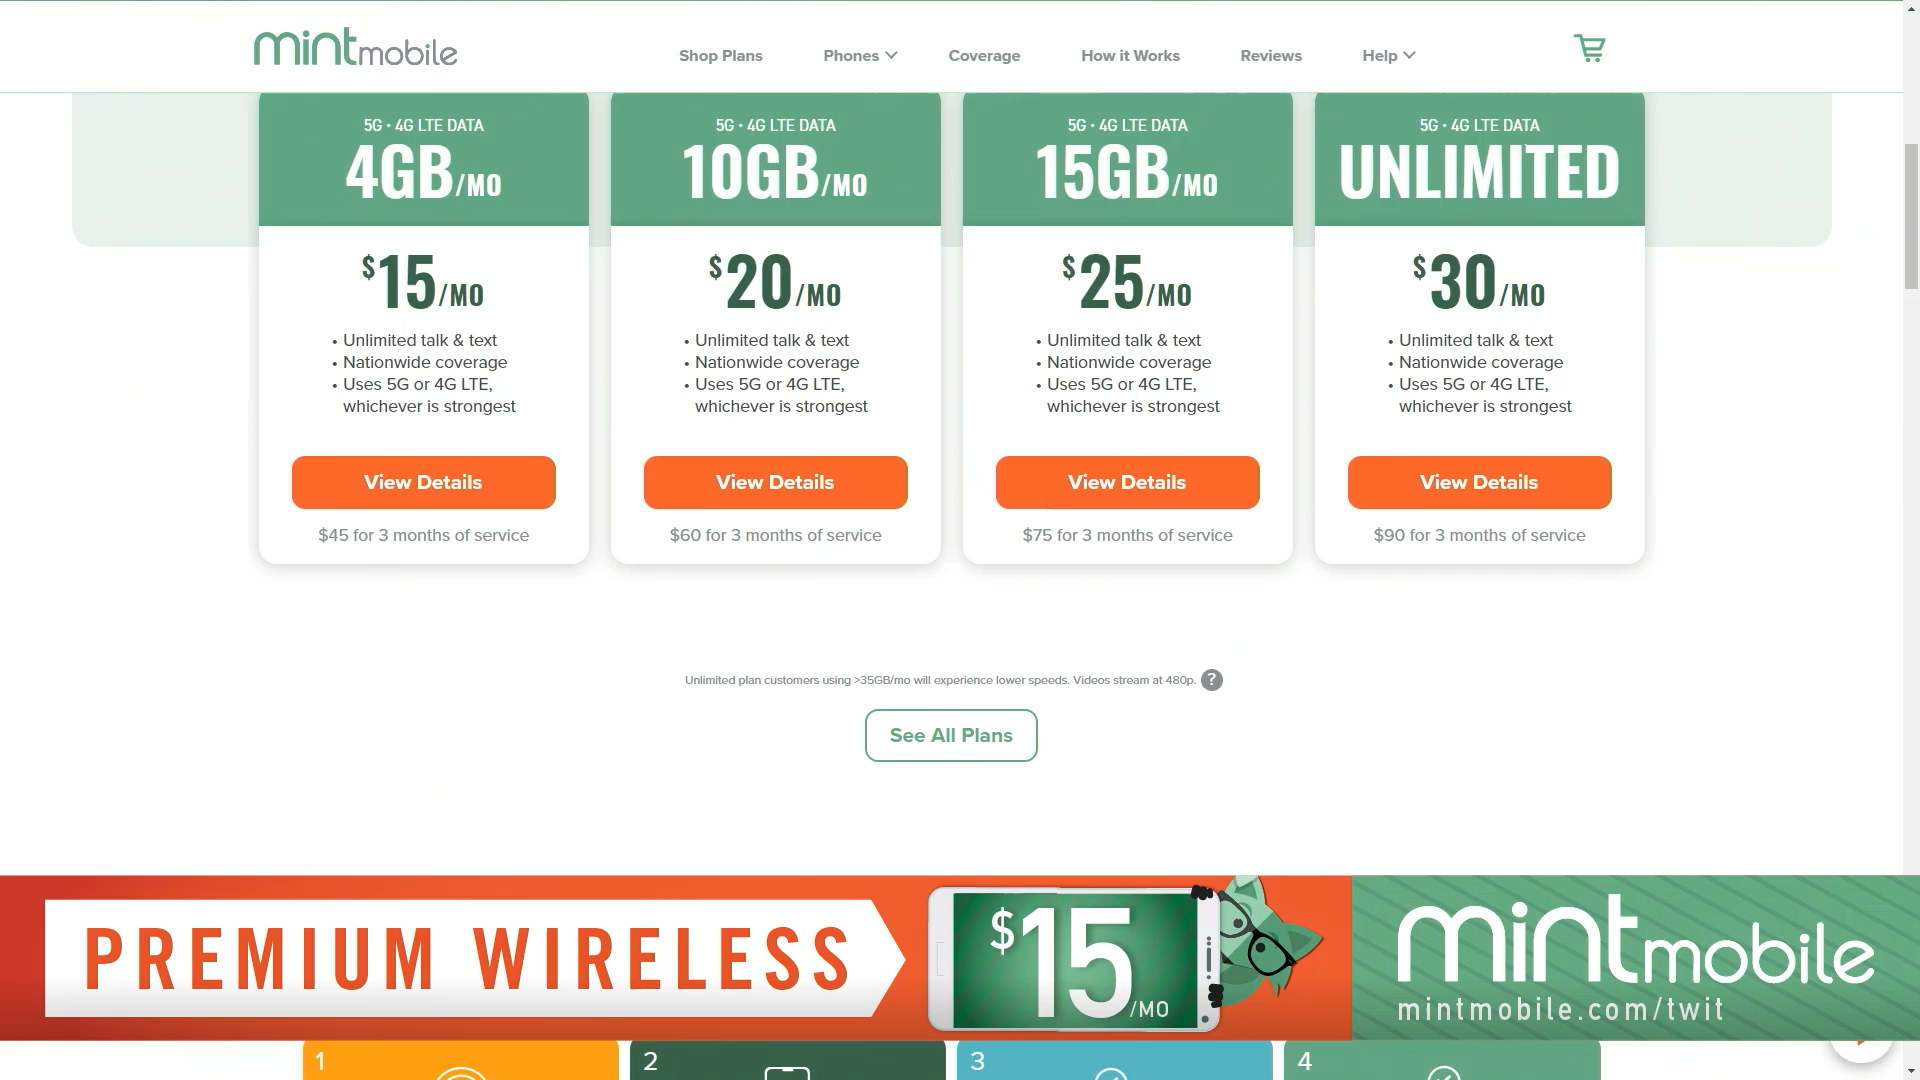 mintmobile
Shop Plans
Phones
Coverage
How it Works
Reviews
Help
5G • 4G LTE DATA
4GB/MO
$15/MO
• Unlimited talk & text
• Nationwide coverage
• Uses 5G or 4G LTE,
whichever is strongest
View Details
$45 for 3 months of service
5G • 4G LTE DATA
10GB/MO
$20/MO
• Unlimited talk & text
• Nationwide coverage
• Uses 5G or 4G LTE,
whichever is strongest
View Details
$60 for 3 months of service
5G • 4G LTE DATA
15GB/MO
$25/MO
• Unlimited talk & text
• Nationwide coverage
• Uses 5G or 4G LTE,
whichever is strongest
View Details
$75 for 3 months of service
5G • 4G LTE DATA
UNLIMITED
$30/MO
• Unlimited talk & text
• Nationwide coverage
• Uses 5G or 4G LTE,
whichever is strongest
View Details
$90 for 3 months of service
Unlimited plan customers using >35GB/mo will experience lower speeds. Videos stream at 480p. ?
See All Plans
PREMIUM WIRELESS
$15/MO
mintmobile
mintmobile.com/twit
1
2
3
4